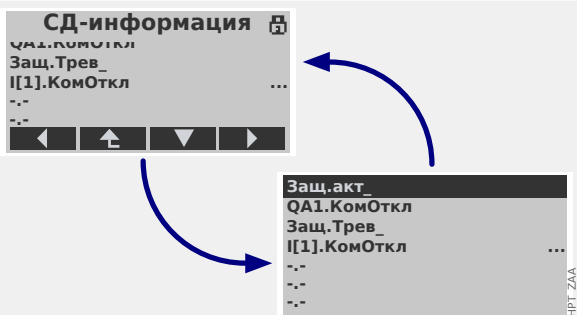 СД-информация
QA1.КомОткл
Защ.Трев_
I[1].КомОткл ...
-.-
-.-
Защ.акт_
QA1.КомОткл
Защ.Трев_
I[1].КомОткл ...
-.-
-.-
-.-
HPT_ZAA